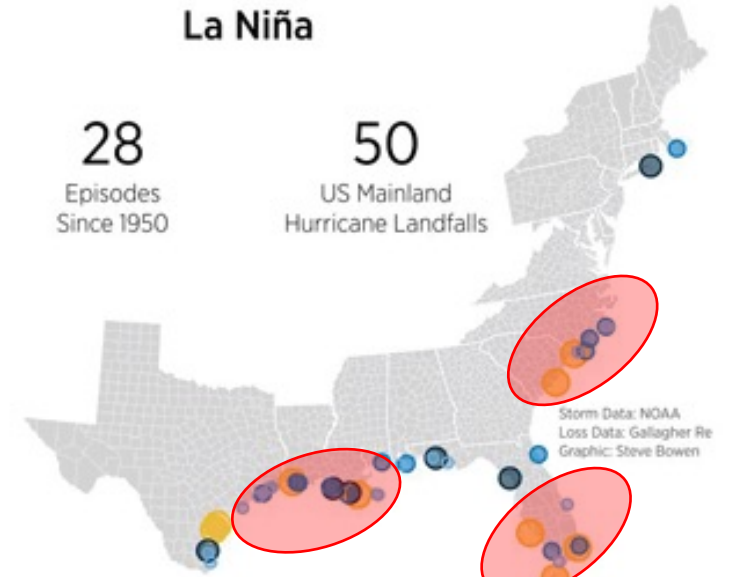 La Niña
28
Episodes
Since 1950
50
US Mainland
Hurricane Landfalls
Storm Data: NOAA
Loss Data: Gallagher Re
Graphic: Steve Bowen